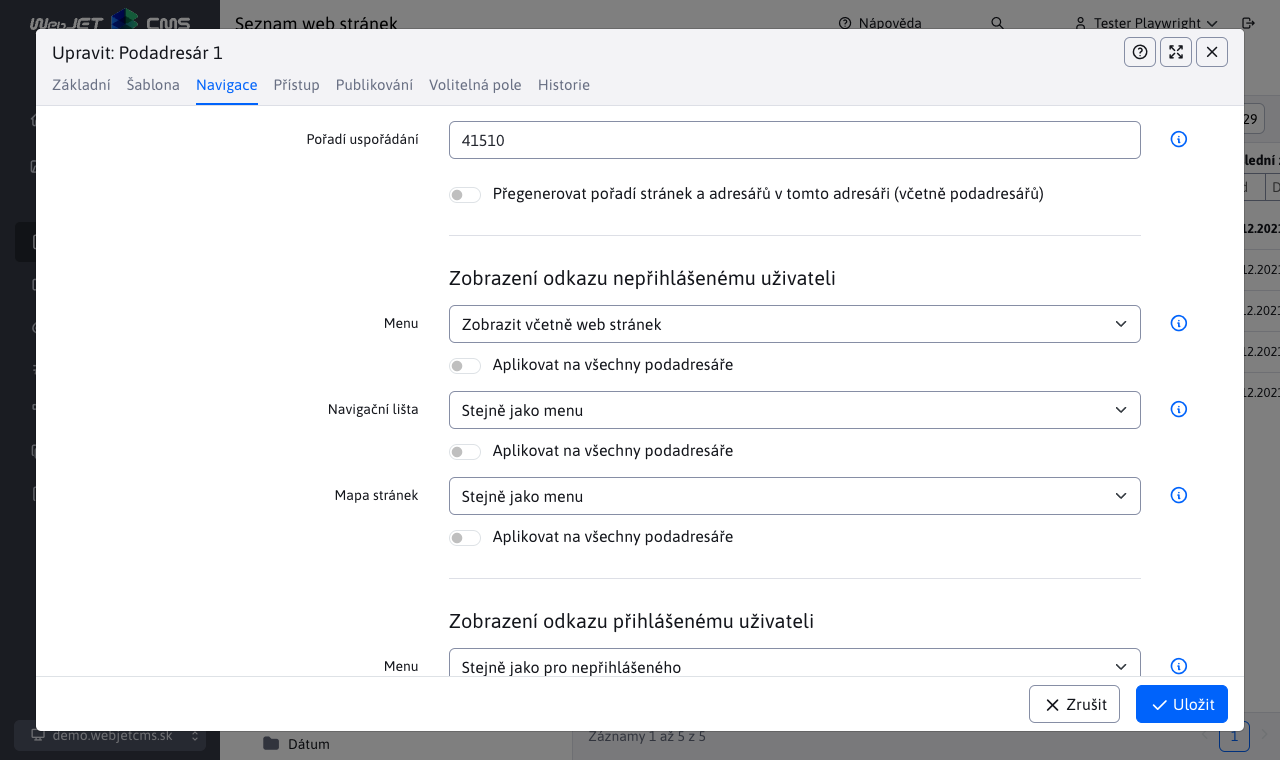 WebJET CMS
Seznam web stránek
Nápověda
Tester Playwright
Upravit: Podadresár 1
Základní
Šablona
Navigace
Přístup
Publikování
Volitelná pole
Historie
Pořadí uspořádání
41510
Přegenerovat pořadí stránek a adresářů v tomto adresáři (včetně podadresářů)
Zobrazení odkazu nepřihlášenému uživateli
Menu
Zobrazit včetně web stránek
Aplikovat na všechny podadresáře
Navigační lišta
Stejně jako menu
Aplikovat na všechny podadresáře
Mapa stránek
Stejně jako menu
Aplikovat na všechny podadresáře
Zobrazení odkazu přihlášenému uživateli
Menu
Stejně jako pro nepřihlášeného
Zrušit
Uložit
demo.webjetcms.sk
Dátum
Záznamy 1 až 5 z 5
1